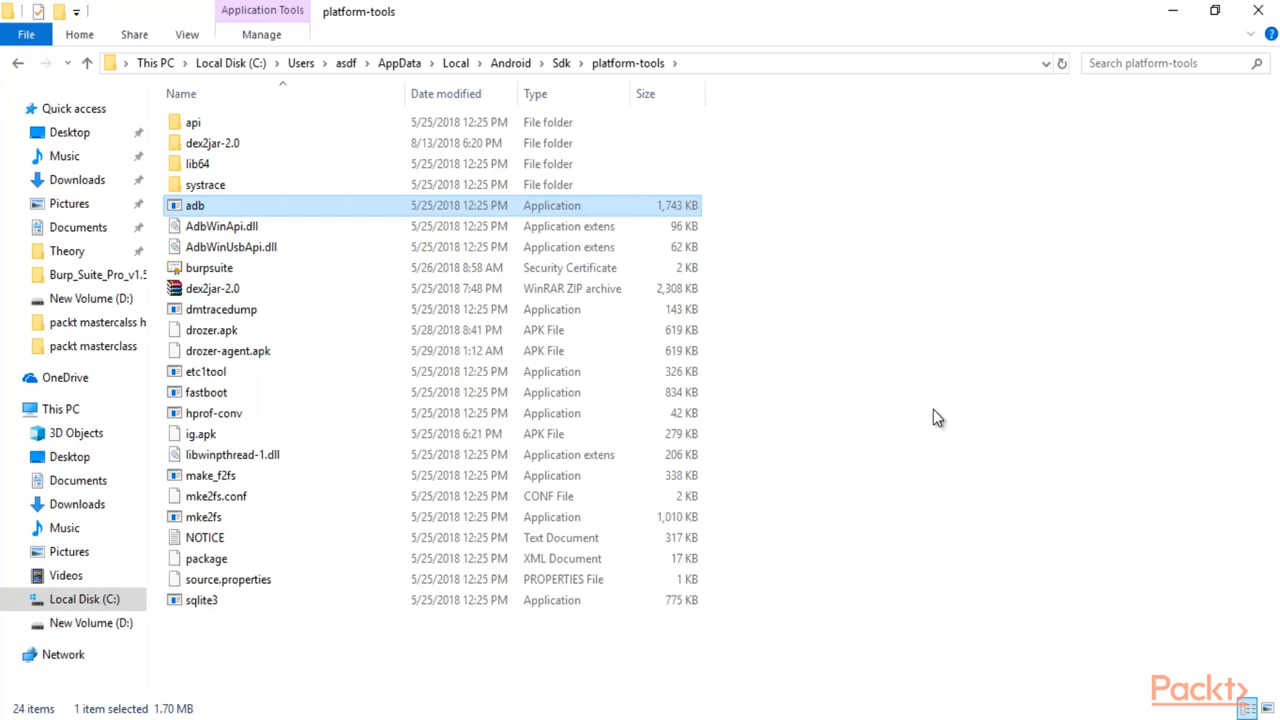 Application Tools platform-tools
File Home Share View Manage
This PC Local Disk (C:) Users asdf AppData Local Android Sdk platform-tools Search platform-tools
Name Date modified Type Size
Quick access
Desktop
Music
Downloads
Pictures
Documents
Theory
Burp_Suite_Pro_v1.5
New Volume (D:)
packt mastercalss h
packt masterclass
OneDrive
This PC
3D Objects
Desktop
Documents
Downloads
Music
Pictures
Videos
Local Disk (C:)
New Volume (D:)
Network
api 5/25/2018 12:25 PM File folder
dex2jar-2.0 8/13/2018 6:20 PM File folder
lib64 5/25/2018 12:25 PM File folder
systrace 5/25/2018 12:25 PM File folder
adb 5/25/2018 12:25 PM Application 1,743 KB
AdbWinApi.dll 5/25/2018 12:25 PM Application extens 96 KB
AdbWinUsbApi.dll 5/25/2018 12:25 PM Application extens 62 KB
burpsuite 5/26/2018 8:58 AM Security Certificate 2 KB
dex2jar-2.0 5/25/2018 7:48 PM WinRAR ZIP archive 2,308 KB
dmtracedump 5/25/2018 12:25 PM Application 143 KB
drozer.apk 5/28/2018 8:41 PM APK File 619 KB
drozer-agent.apk 5/29/2018 1:12 AM APK File 619 KB
etc1tool 5/25/2018 12:25 PM Application 326 KB
fastboot 5/25/2018 12:25 PM Application 834 KB
hprof-conv 5/25/2018 12:25 PM Application 42 KB
ig.apk 5/25/2018 6:21 PM APK File 279 KB
libwinpthread-1.dll 5/25/2018 12:25 PM Application extens 206 KB
make_f2fs 5/25/2018 12:25 PM Application 338 KB
mke2fs.conf 5/25/2018 12:25 PM CONF File 2 KB
mke2fs 5/25/2018 12:25 PM Application 1,010 KB
NOTICE 5/25/2018 12:25 PM Text Document 317 KB
package 5/25/2018 12:25 PM XML Document 17 KB
source.properties 5/25/2018 12:25 PM PROPERTIES File 1 KB
sqlite3 5/25/2018 12:25 PM Application 775 KB
Packt
24 items 1 item selected 1.70 MB